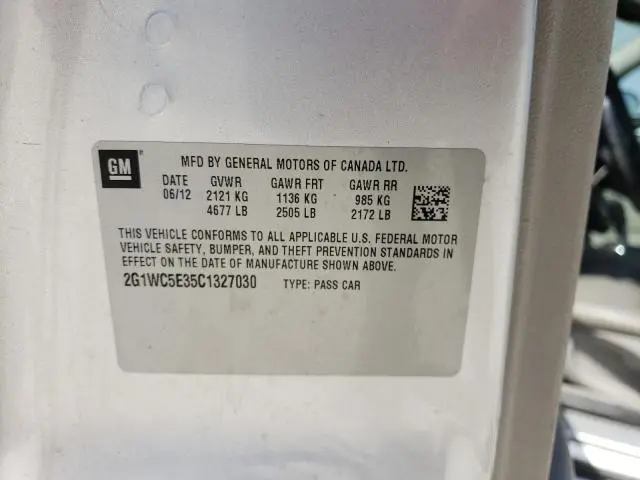 GM
MFD BY GENERAL MOTORS OF CANADA LTD.
DATE GVWR GAWR FRT GAWR RR
06/12 2121 KG 1136 KG 985 KG
4677 LB 2505 LB 2172 LB
THIS VEHICLE CONFORMS TO ALL APPLICABLE U.S. FEDERAL MOTOR
VEHICLE SAFETY, BUMPER, AND THEFT PREVENTION STANDARDS IN
EFFECT ON THE DATE OF MANUFACTURE SHOWN ABOVE.
2G1WC5E35C1327030 TYPE: PASS CAR